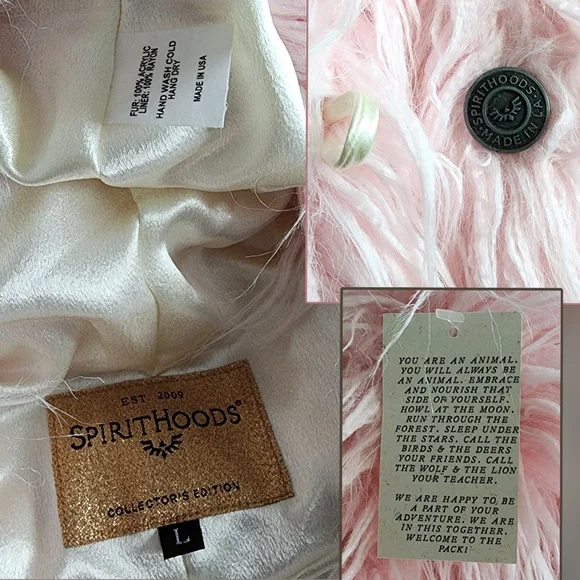 FUR: 100% ACRYLIC
LINER: 100% RAYON
HAND WASH COLD
HANG DRY
MADE IN USA
SPIRITHOODS
MADE IN LA
EST. 2009
SPIRITHOODS®
COLLECTOR'S EDITION
L
YOU ARE AN ANIMAL.
YOU WILL ALWAYS BE
AN ANIMAL. EMBRACE
AND NOURISH THAT
SIDE OF YOURSELF.
HOWL AT THE MOON.
RUN THROUGH THE
FOREST. SLEEP UNDER
THE STARS. CALL THE
BIRDS & THE DEERS
YOUR FRIENDS. CALL
THE WOLF & THE LION
YOUR TEACHER.
WE ARE HAPPY TO BE
A PART OF YOUR
ADVENTURE. WE ARE
IN THIS TOGETHER.
WELCOME TO THE
PACK!